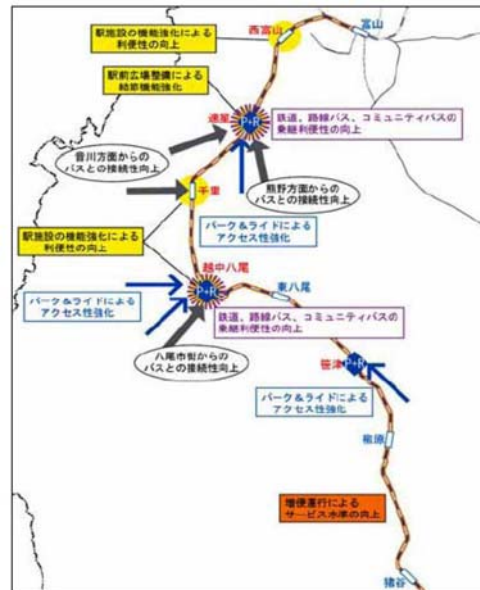 駅施設の機能強化による
利便性の向上
西富山
富山
駅前広場整備による
結節機能強化
速星
P+R
鉄道、路線バス、コミュニティバスの
乗継利便性の向上
音川方面からの
バスとの接続性向上
熊野方面からの
バスとの接続性向上
千里
駅施設の機能強化による
利便性の向上
パーク&ライドによる
アクセス性強化
越中八尾
P+R
東八尾
パーク&ライドによる
アクセス性強化
鉄道、路線バス、コミュニティバスの
乗継利便性の向上
八尾市街からの
バスとの接続性向上
笹津
P+R
パーク&ライドによる
アクセス性強化
楡原
増便運行による
サービス水準の向上
猪谷